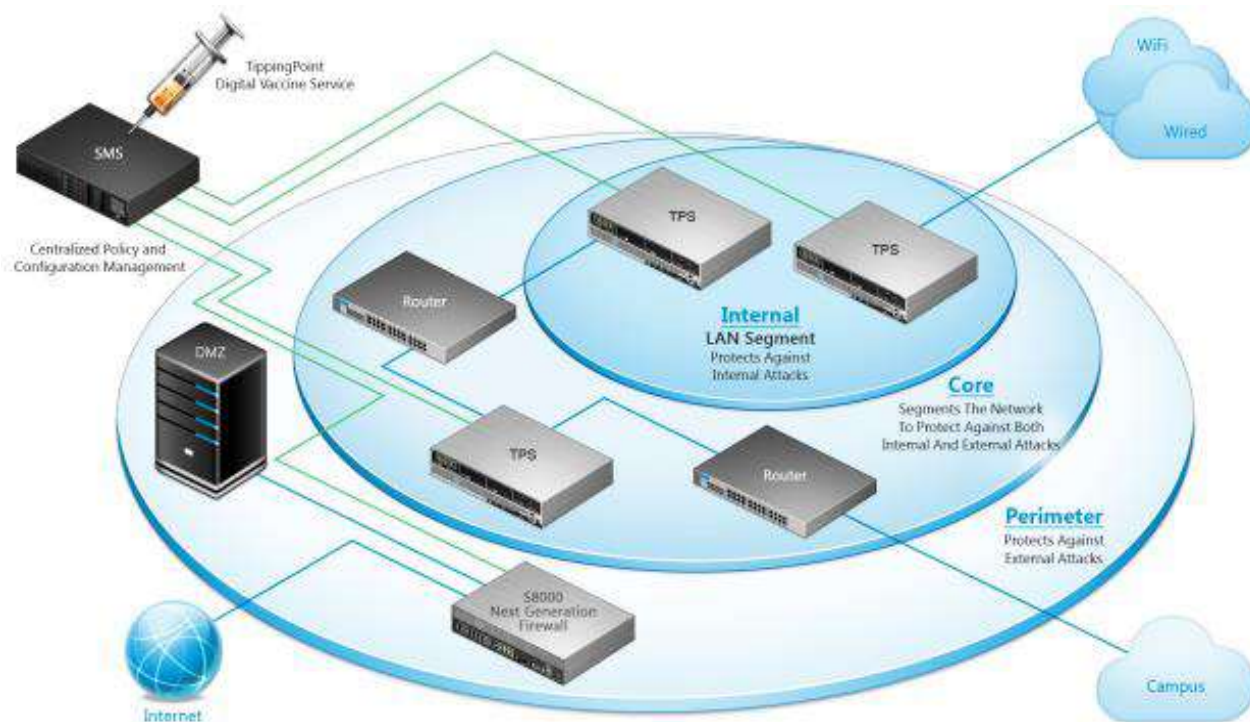 TippingPoint
Digital Vaccine Service
SMS
Centralized Policy and
Configuration Management
WiFi
Wired
TPS
TPS
Router
Internal
LAN Segment
Protects Against
Internal Attacks
DMZ
Core
Segments The Network
To Protect Against Both
Internal And External Attacks
TPS
Router
Perimeter
Protects Against
External Attacks
S8000
Next Generation
Firewall
Internet
Campus